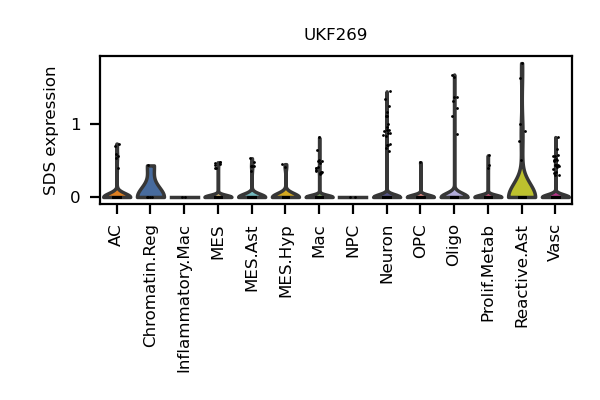 UKF269
SDS expression
1
0
AC
Chromatin.Reg
Inflammatory.Mac
MES
MES.Ast
MES.Hyp
Mac
NPC
Neuron
OPC
Oligo
Prolif.Metab
Reactive.Ast
Vasc